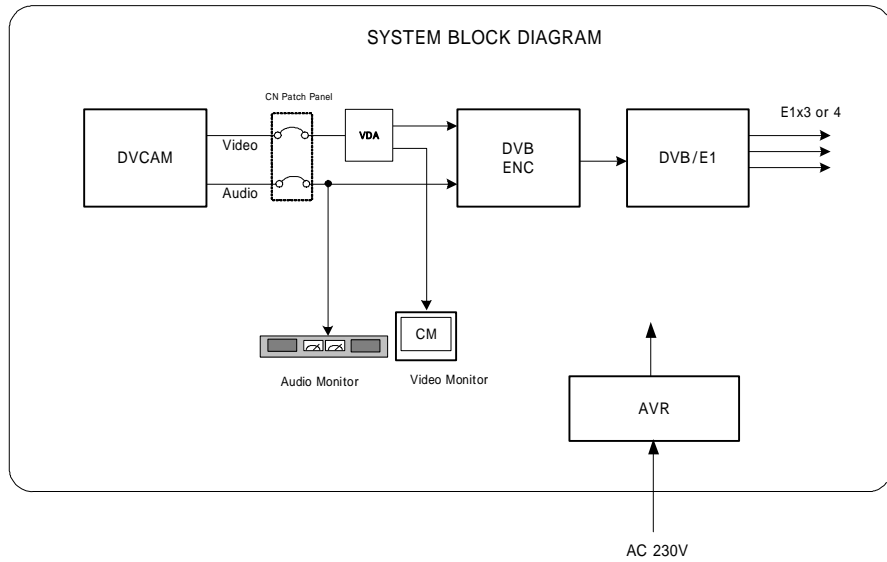 SYSTEM BLOCK DIAGRAM
CN Patch Panel
E1x3 or 4
DVCAM
Video
VDA
DVB
ENC
DVB/E1
Audio
CM
Audio Monitor
Video Monitor
AVR
AC 230V